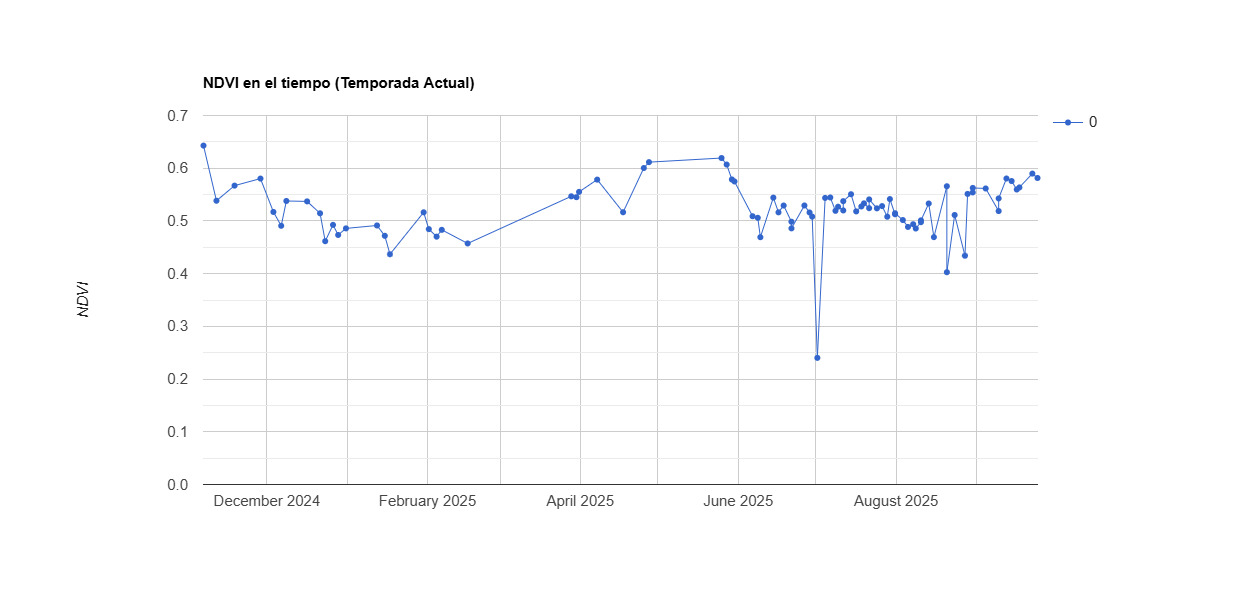 NDVI en el tiempo (Temporada Actual)
0.7
0.6
0.5
0.4
0.3
0.2
0.1
0.0
NDVI
December 2024
February 2025
April 2025
June 2025
August 2025
0